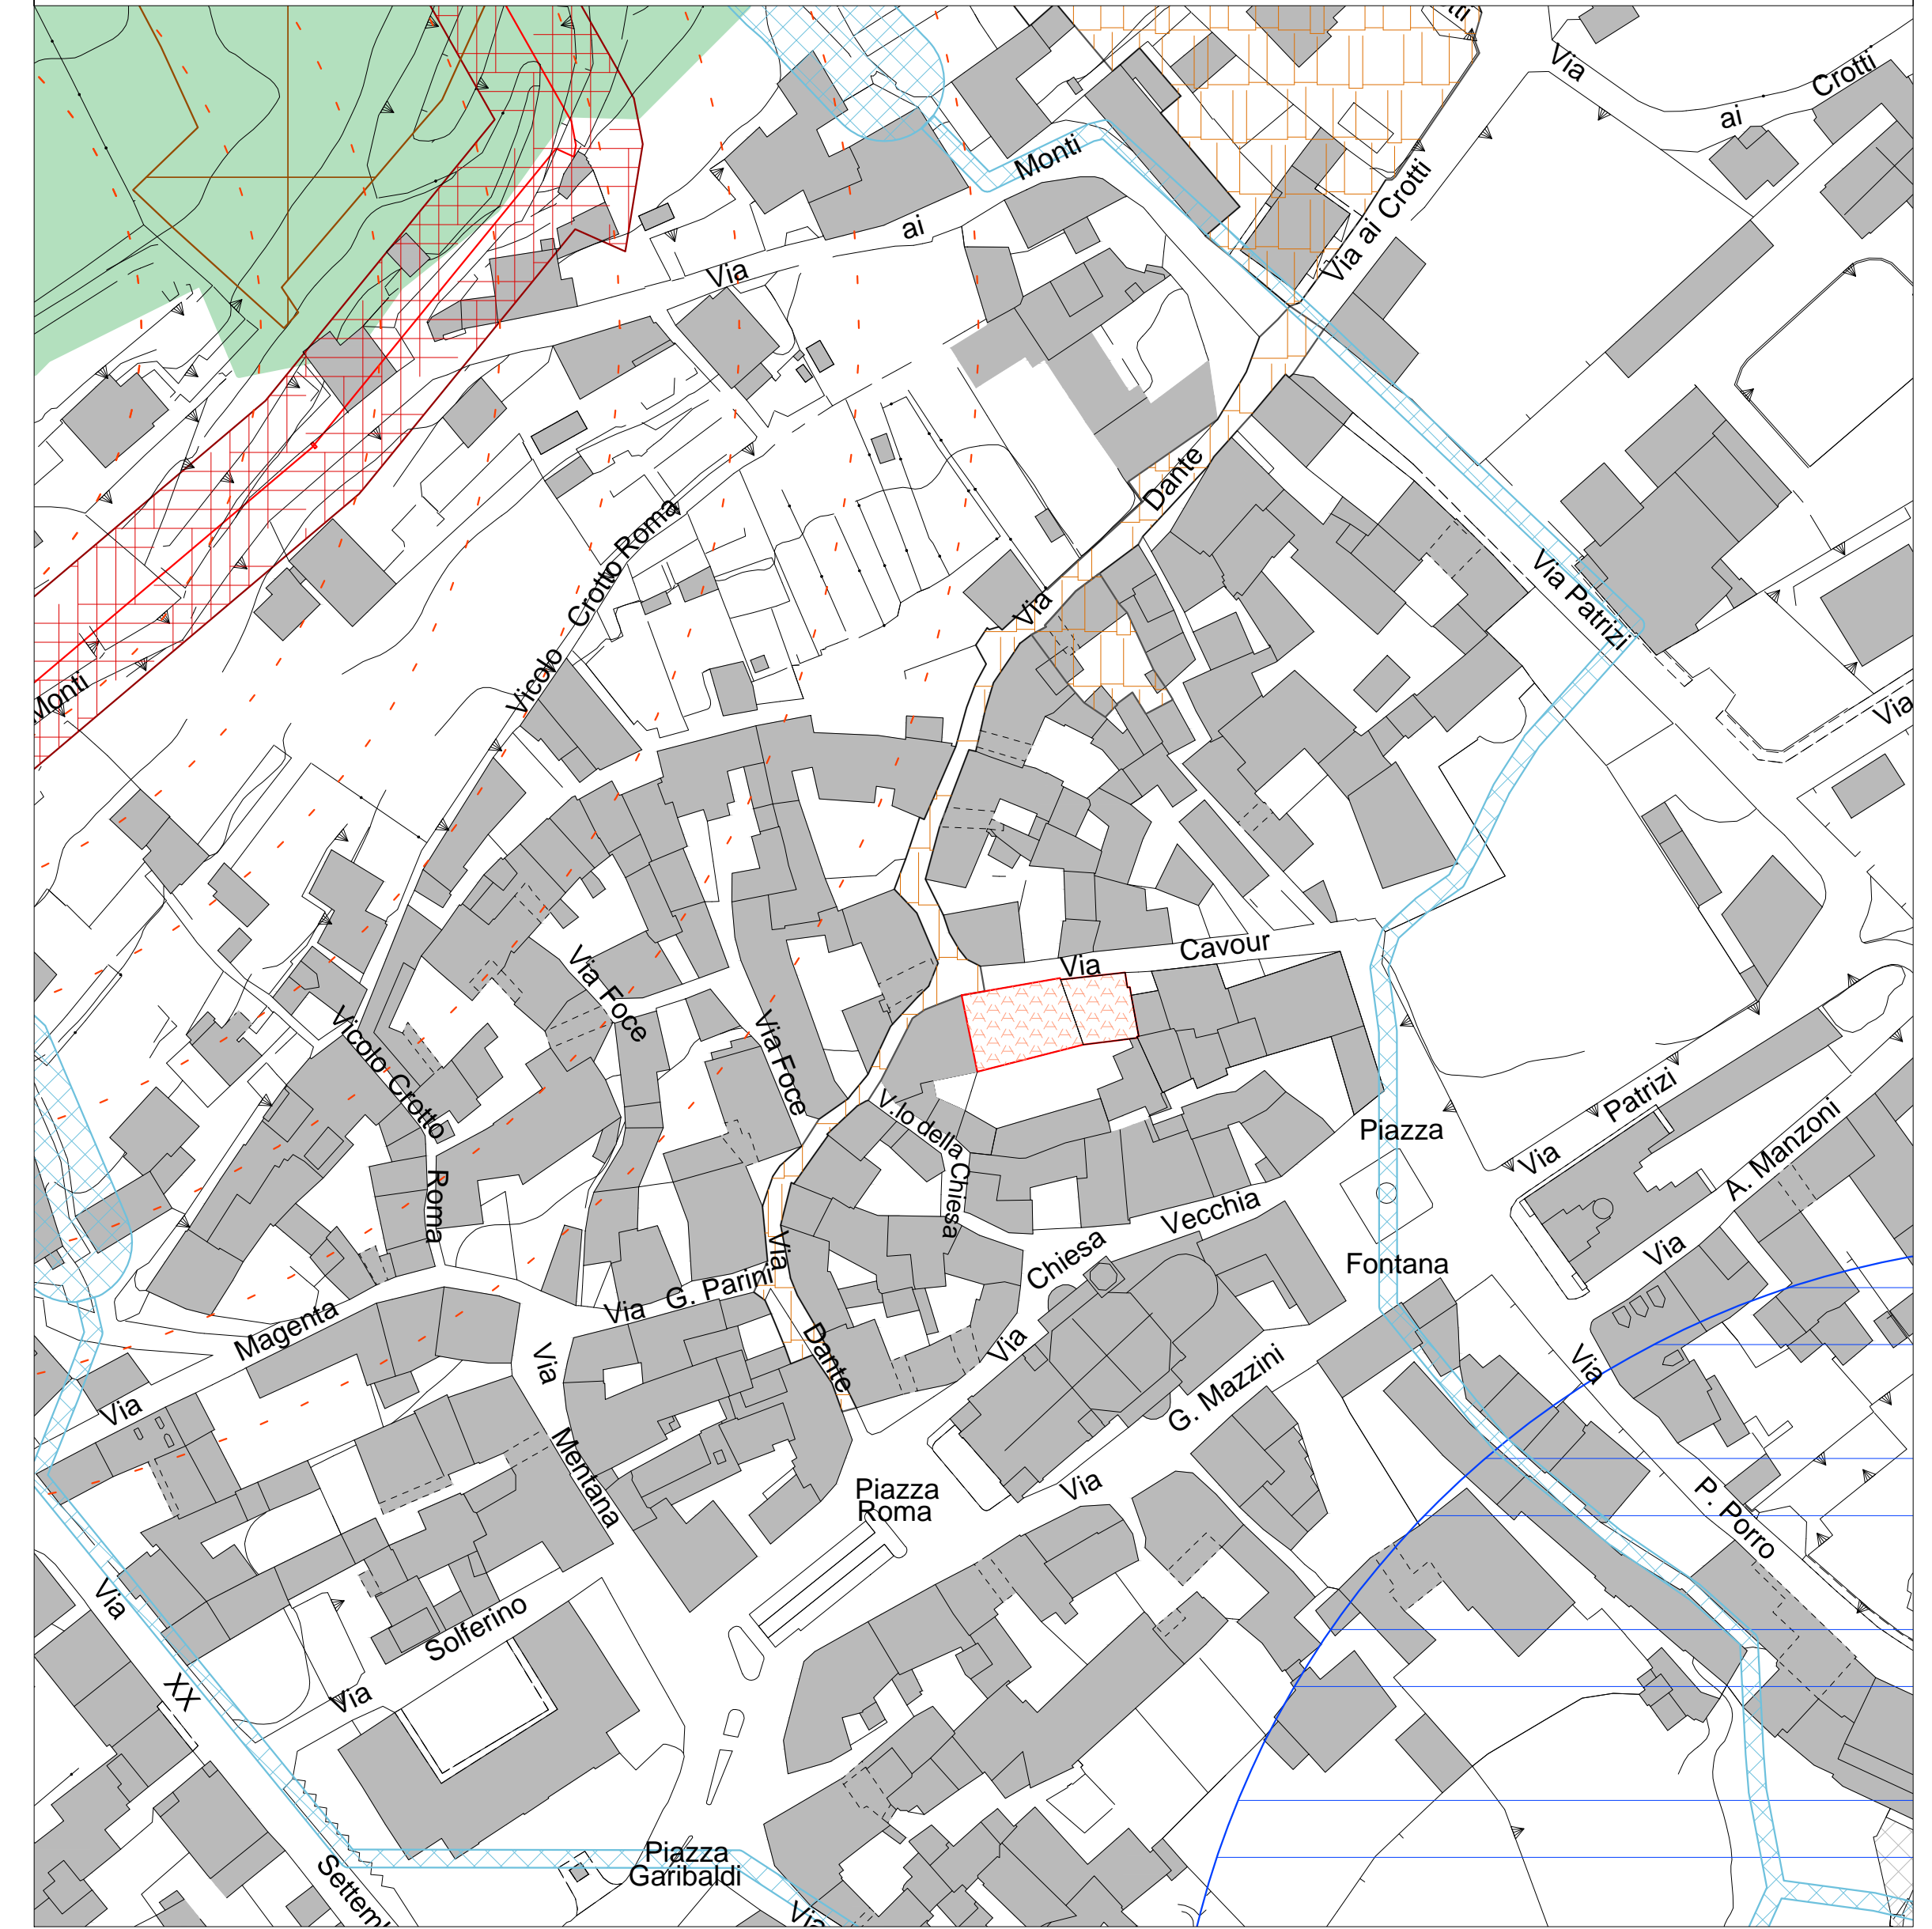 tti
Via
Crotti
ai
Monti
Via ai Crotti
ai
Via
Dante
Vicolo Crotto Roma
Via Patrizi
Via
Monti
Via
Cavour
Via
Via Foce
Via Foce
Vicolo Crotto
Roma
V.lo della
Chiesa
Piazza
Fontana
Via Patrizi
Via A. Manzoni
Via Chiesa Vecchia
Via
Dante
Via G. Parini
Via Magenta
Via
Mentana
Via G. Mazzini
Via
P. Porro
Piazza
Roma
Via Solferino
Via
XX
Settem
Piazza
Garibaldi
Via